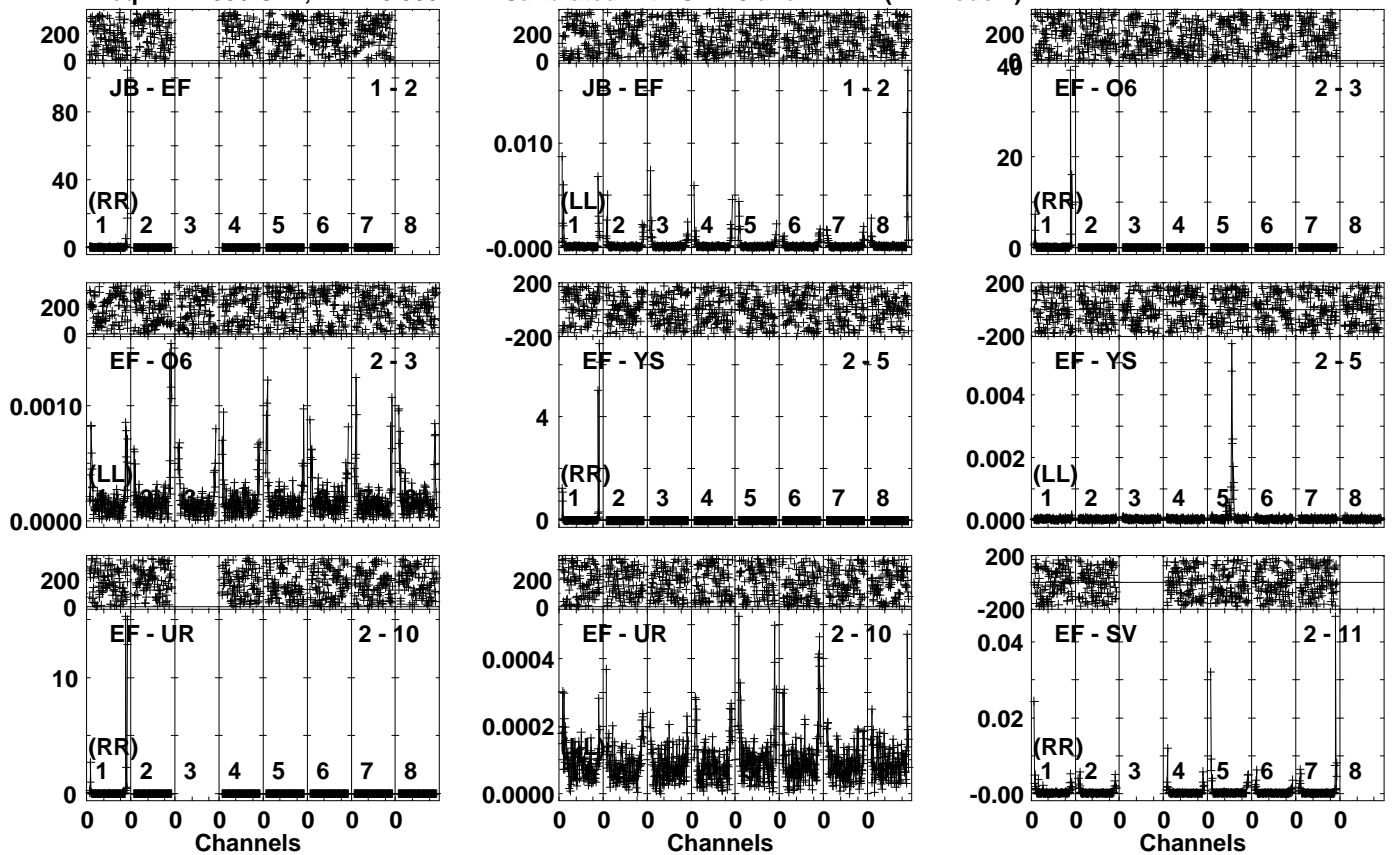 200
0
200
0
200
0
JB - EF 1 - 2
80
40
0
(RR)
1 2 3 4 5 6 7 8
JB - EF 1 - 2
0.010
-0.000
(LL)
1 2 3 4 5 6 7 8
EF - O6 2 - 3
40
20
0
(RR)
1 2 3 4 5 6 7 8
200
0
200
-200
200
-200
EF - O6 2 - 3
0.0010
0.0000
(LL)
EF - YS 2 - 5
4
0
(RR)
1 2 3 4 5 6 7 8
EF - YS 2 - 5
0.004
0.002
0.000
(LL)
1 2 3 4 5 6 7 8
200
0
200
0
200
-200
EF - UR 2 - 10
10
0
(RR)
1 2 3 4 5 6 7 8
EF - UR 2 - 10
0.0004
0.0002
0.0000
EF - SV 2 - 11
0.04
0.02
-0.00
(RR)
1 2 3 4 5 6 7 8
0 0 0 0 0 0 0 0
Channels
0 0 0 0 0 0 0 0
Channels
0 0 0 0 0 0 0 0
Channels